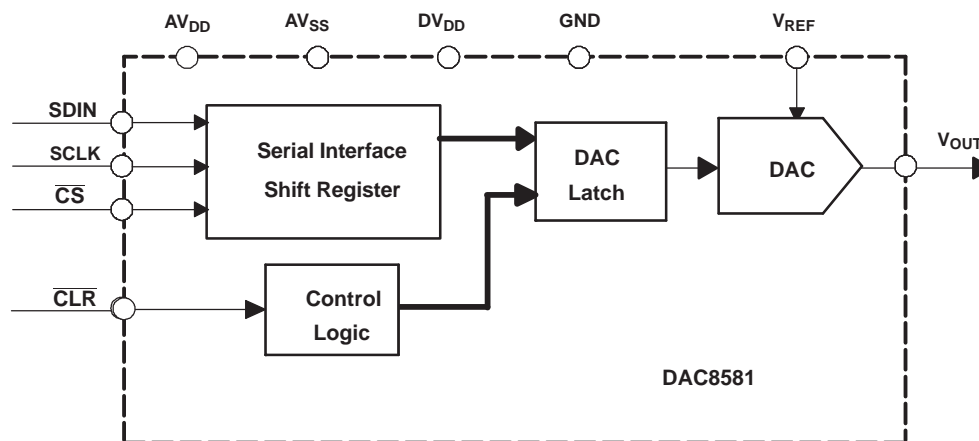 AVDD AVSS DVDD GND VREF
SDIN
SCLK
CS
CLR
Serial Interface
Shift Register
Control
Logic
DAC
Latch
DAC
VOUT
DAC8581